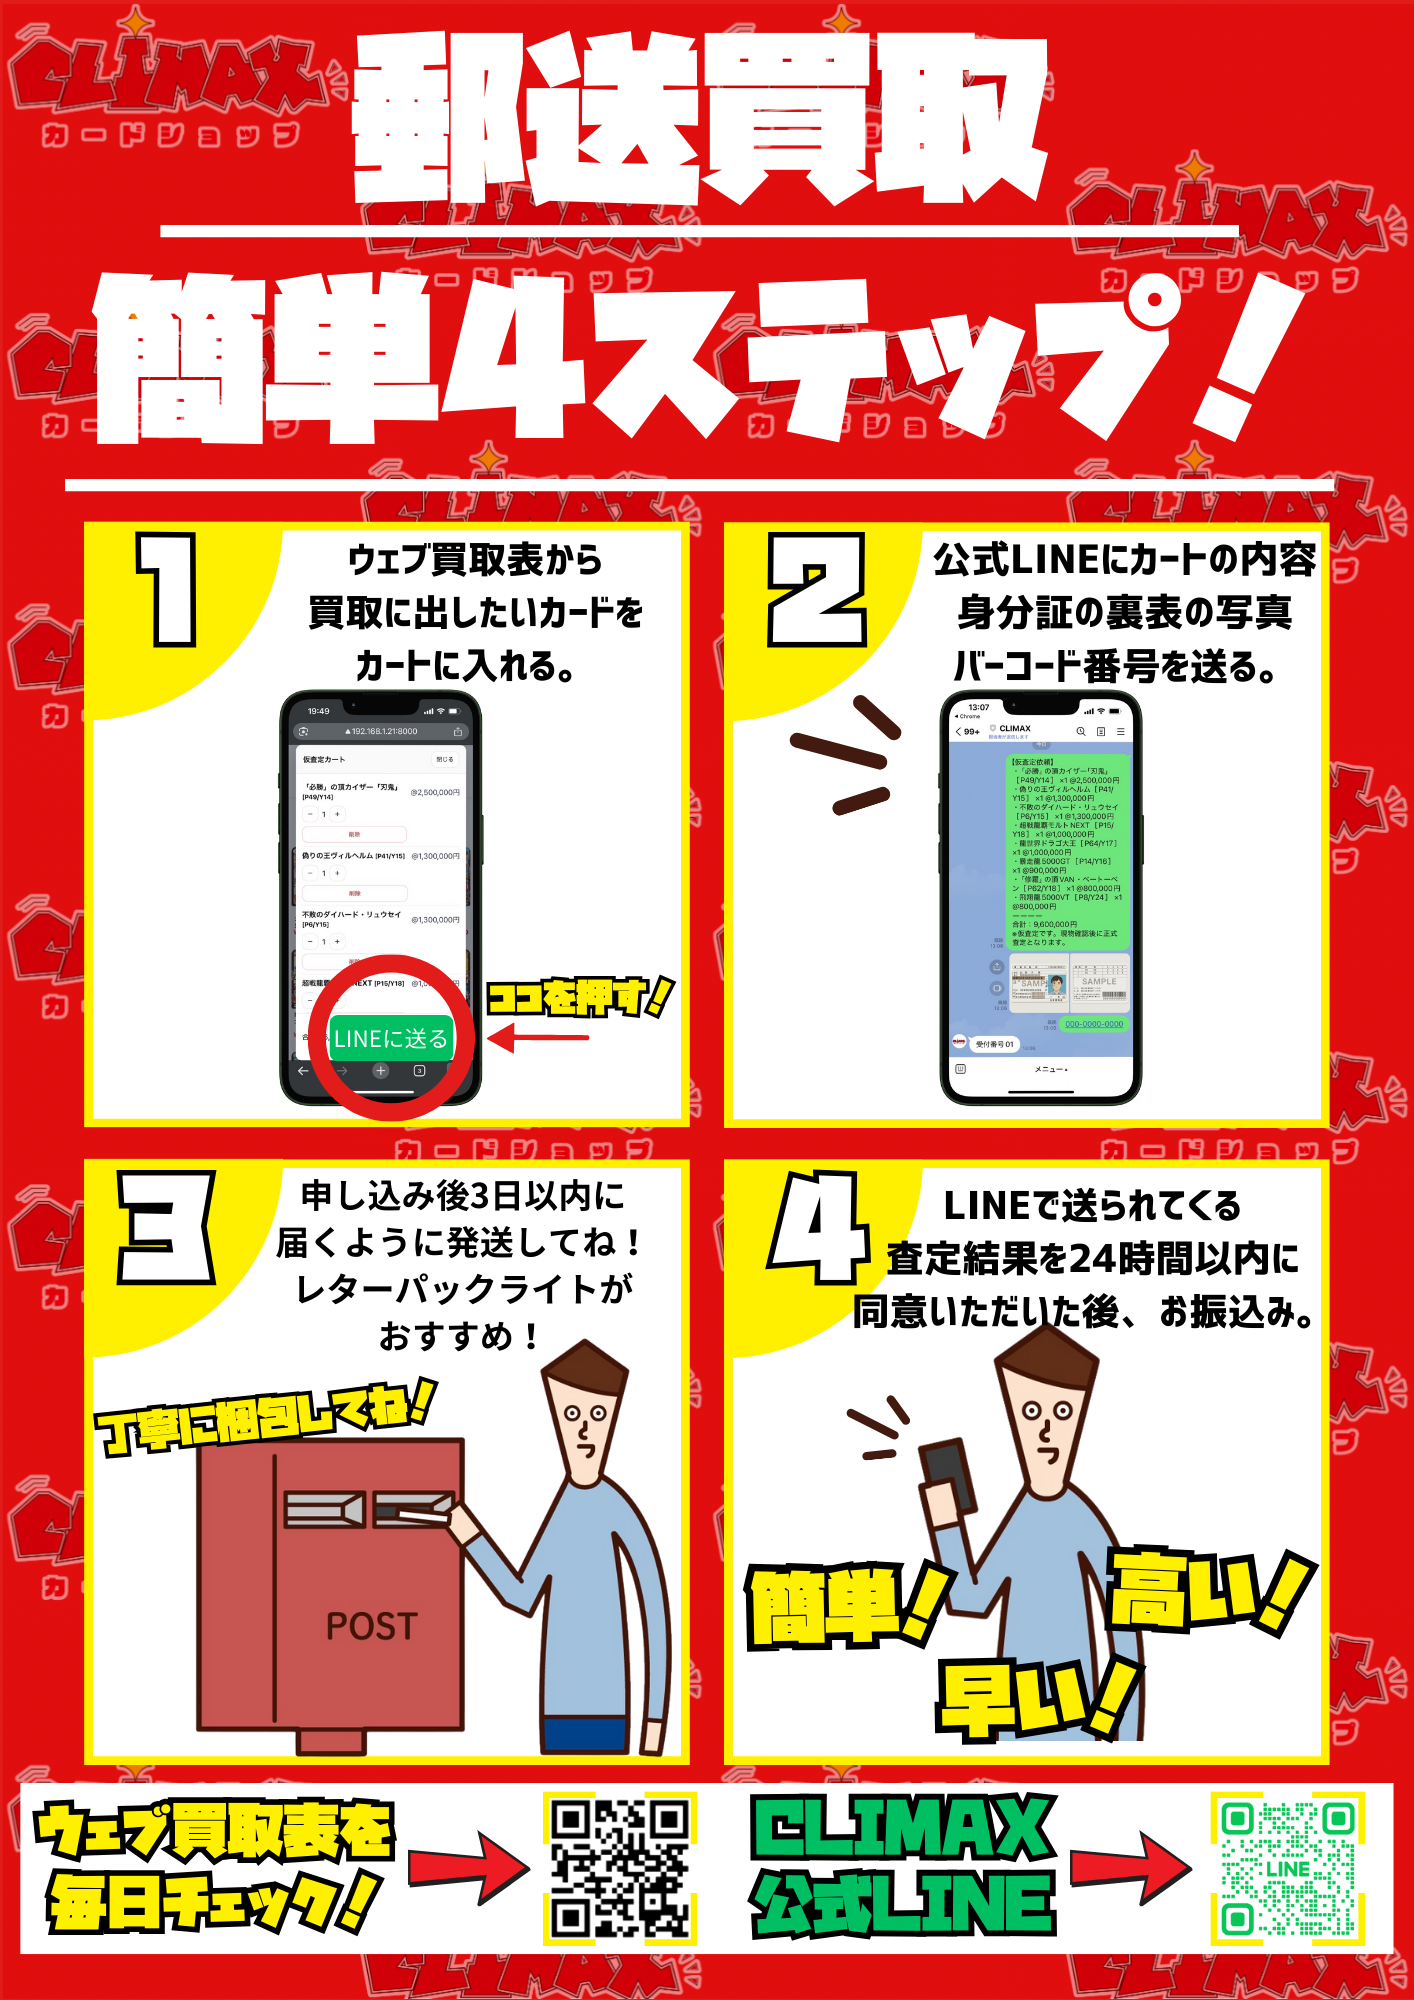 郵送買取
簡単4ステップ！
1
ウェブ買取表から
買取に出したいカードを
カートに入れる。
19:49
192.168.1.21:8000
仮査定カート
閉じる
「必勝」の頂カイザー「刃鬼」
[P49/Y14]
@2,500,000円
− 1 +
削除
偽りの王ヴィルヘルム [P41/Y15] @1,300,000円
− 1 +
削除
不敗のダイハード・リュウセイ
[P6/Y15]
@1,300,000円
− 1 +
LINEに送る
ココを押す！
2
公式LINEにカートの内容
身分証の裏表の写真
バーコード番号を送る。
13:07
Chrome
99+ CLIMAX
今日
【仮査定依頼】
・「必勝」の頂カイザー「刃鬼」
［P49/Y14］ ×1 @2,500,000円
・偽りの王ヴィルヘルム［P41/
Y15］ ×1 @1,300,000円
・不敗のダイハード・リュウセイ
［P6/Y15］ ×1 @1,300,000円
・超戦龍覇モルト NEXT［P15/
Y18］ ×1 @1,000,000円
・龍世界ドラゴ大王［P64/Y17］
×1 @1,000,000円
・暴走龍 5000GT［P14/Y16］
×1 @900,000円
・「修羅」の頂 VAN・ベートーベ
ン［P62/Y18］ ×1 @800,000円
・飛翔龍 5000VT［P8/Y24］ ×1
@800,000円
————
合計：9,600,000円
※仮査定です。現物確認後に正式
査定となります。
SAMPLE
000-0000-0000
受付番号 01
メニュー
3
申し込み後3日以内に
届くように発送してね！
レターパックライトが
おすすめ！
丁寧に梱包してね！
POST
4
LINEで送られてくる
査定結果を24時間以内に
同意いただいた後、お振込み。
簡単！
高い！
早い！
ウェブ買取表を
毎日チェック！
CLIMAX
公式LINE
LINE
CLIMAX
カードショップ